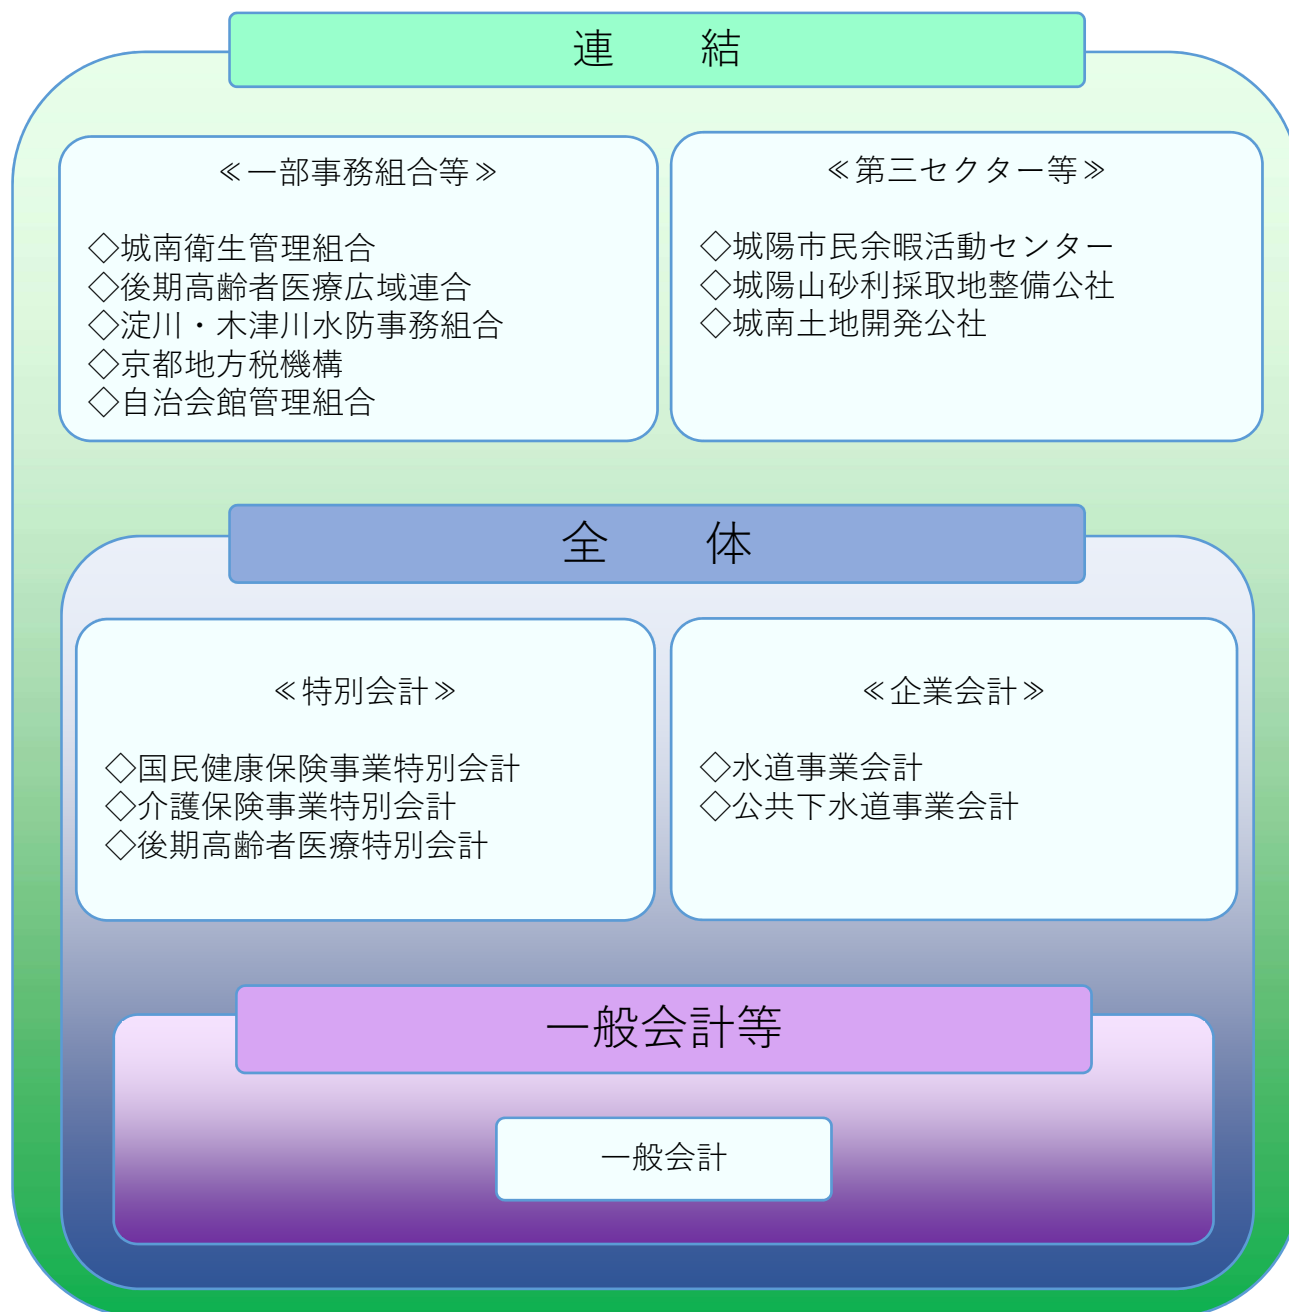 連　　結
≪一部事務組合等≫
◇城南衛生管理組合
◇後期高齢者医療広域連合
◇淀川・木津川水防事務組合
◇京都地方税機構
◇自治会館管理組合
≪第三セクター等≫
◇城陽市民余暇活動センター
◇城陽山砂利採取地整備公社
◇城南土地開発公社
全　　体
≪特別会計≫
◇国民健康保険事業特別会計
◇介護保険事業特別会計
◇後期高齢者医療特別会計
≪企業会計≫
◇水道事業会計
◇公共下水道事業会計
一般会計等
一般会計